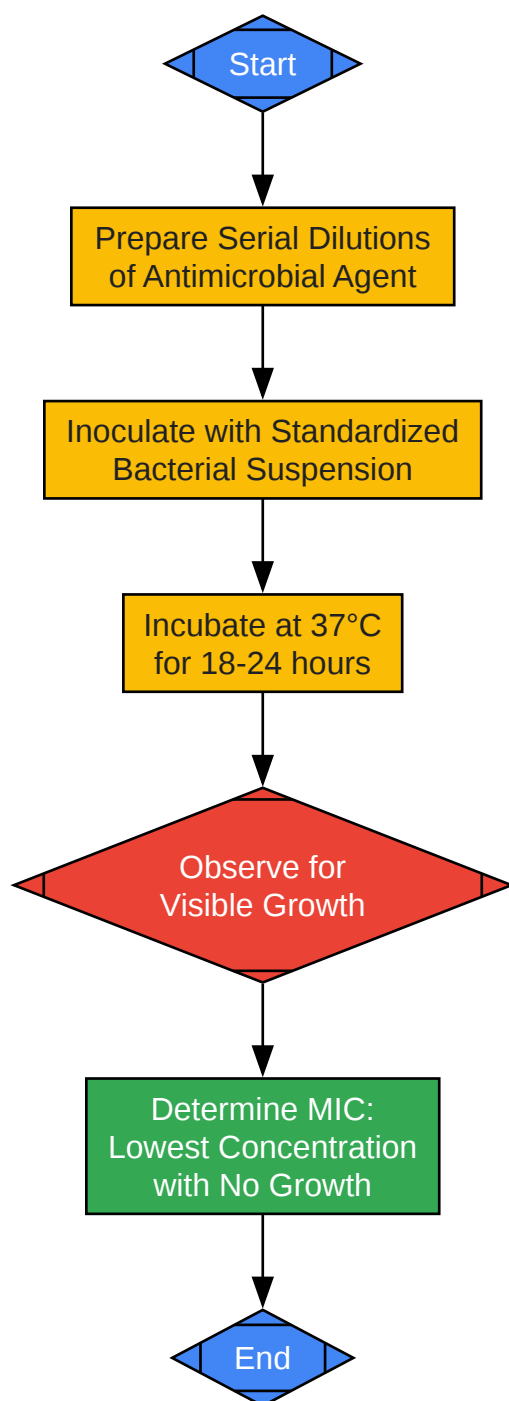 Start
Prepare Serial Dilutions
of Antimicrobial Agent
Inoculate with Standardized
Bacterial Suspension
Incubate at 37°C
for 18-24 hours
Observe for
Visible Growth
Determine MIC:
Lowest Concentration
with No Growth
End